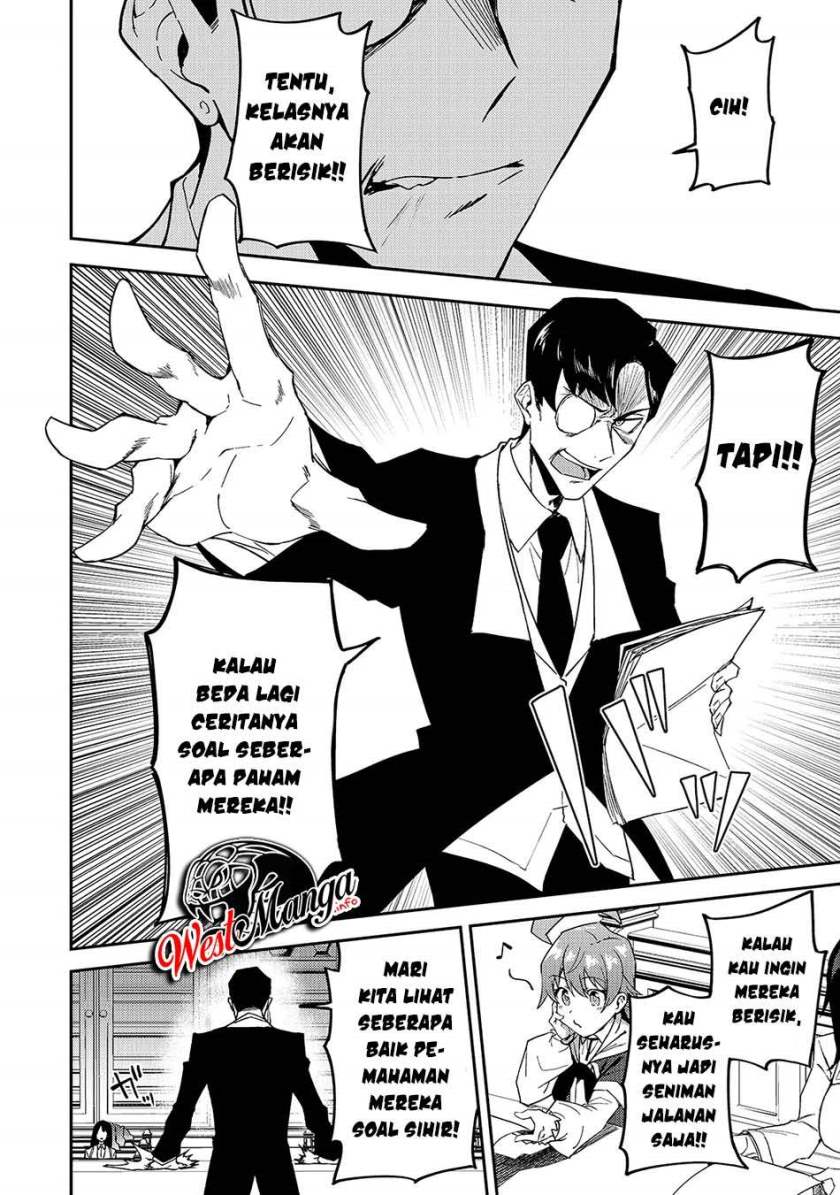 CIH!
TENTU,
KELASNYA
AKAN
BERISIK!!
TAPI!!
KALAU
BEDA LAGI
CERITANYA
SOAL SEBER-
APA PAHAM
MEREKA!!
WestManga
.info
KALAU
KAU INGIN
MEREKA
BERISIK,
KAU
SEHARUS-
NYA JADI
SENIMAN
JALANAN
SAJA!!
MARI
KITA LIHAT
SEBERAPA
BAIK PE-
MAHAMAN
MEREKA
SOAL SIHIR!
ガッ